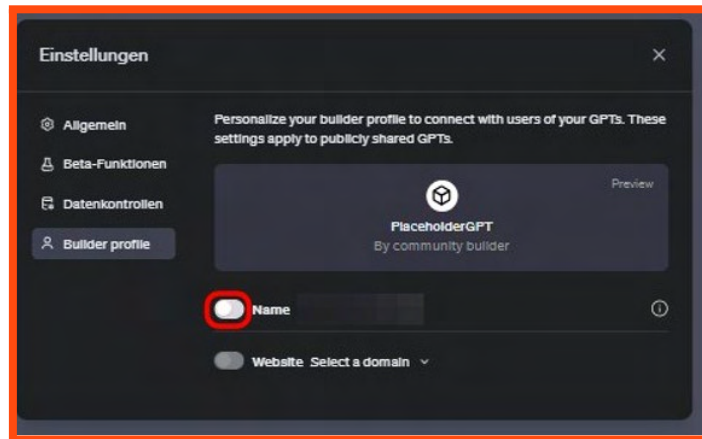 Einstellungen
Allgemein
Beta-Funktionen
Datenkontrollen
Builder profile
Personalize your builder profile to connect with users of your GPTs. These
settings apply to publicly shared GPTs.
Preview
PlaceholderGPT
By community builder
Name
Website Select a domain